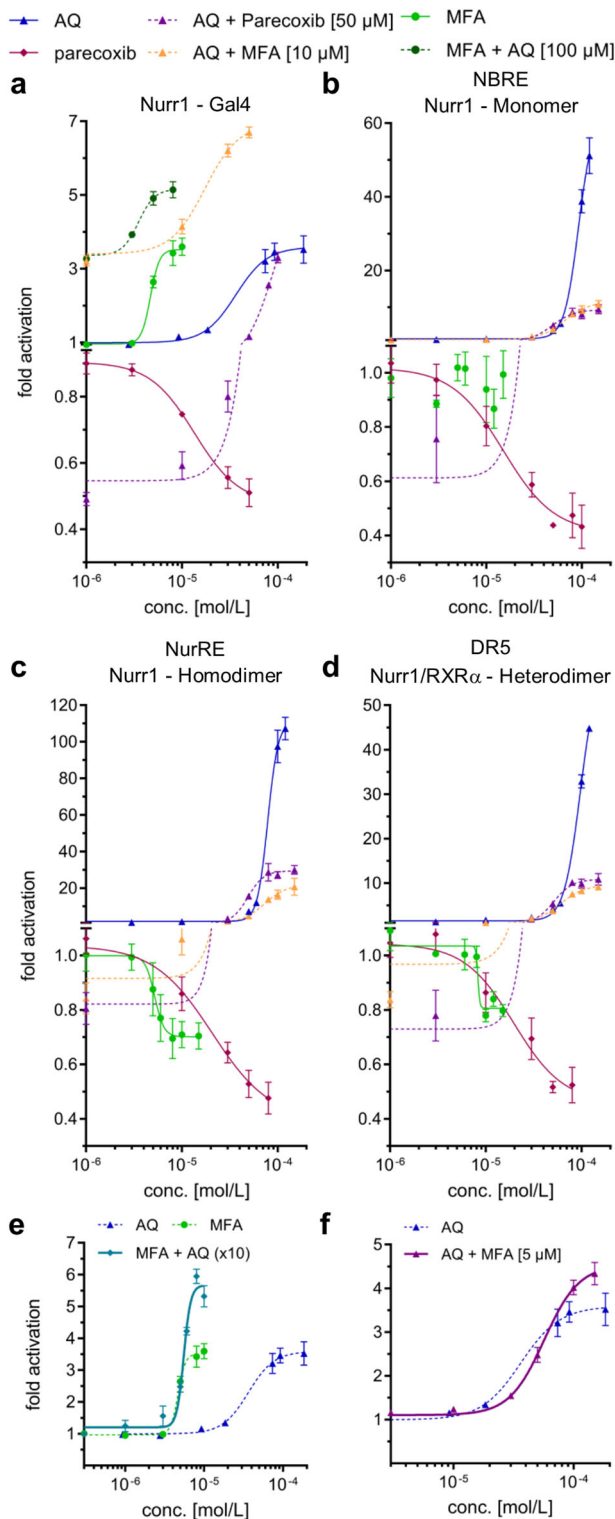 AQ
AQ + Parecoxib [50 µM]
MFA
parecoxib
AQ + MFA [10 µM]
MFA + AQ [100 µM]
a
Nurr1 - Gal4
fold activation
7
5
3
1
0.8
0.6
0.4
10-6
10-5
10-4
conc. [mol/L]
b
NBRE
Nurr1 - Monomer
60
40
20
1.0
0.8
0.6
0.4
10-6
10-5
10-4
conc. [mol/L]
c
NurRE
Nurr1 - Homodimer
fold activation
120
100
80
60
40
20
1.0
0.8
0.6
0.4
10-6
10-5
10-4
conc. [mol/L]
d
DR5
Nurr1/RXRα - Heterodimer
50
40
30
20
10
1.0
0.8
0.6
0.4
10-6
10-5
10-4
conc. [mol/L]
e
AQ
MFA
MFA + AQ (x10)
fold activation
7
6
5
4
3
2
1
10-6
10-5
10-4
conc. [mol/L]
f
AQ
AQ + MFA [5 µM]
5
4
3
2
1
10-5
10-4
conc. [mol/L]